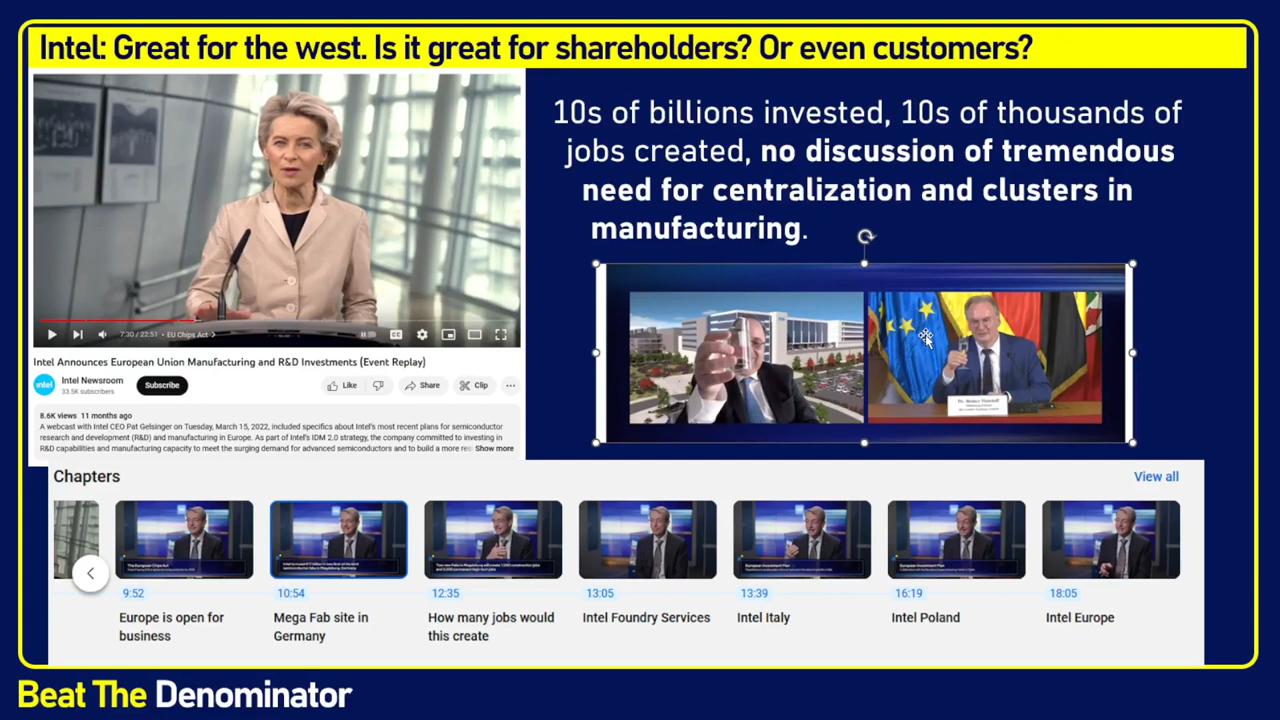 Intel: Great for the west. Is it great for shareholders? Or even customers?
10s of billions invested, 10s of thousands of
jobs created, no discussion of tremendous
need for centralization and clusters in
manufacturing.
7:30 / 22:51 • EU Chips Act >
Intel Announces European Union Manufacturing and R&D Investments (Event Replay)
intel
Intel Newsroom
33.5K subscribers
Subscribe
Like
Share
Clip
8.6K views 11 months ago
A webcast with Intel CEO Pat Gelsinger on Tuesday, March 15, 2022, included specifics about Intel's most recent plans for semiconductor
research and development (R&D) and manufacturing in Europe. As part of Intel's IDM 2.0 strategy, the company committed to investing in
R&D capabilities and manufacturing capacity to meet the surging demand for advanced semiconductors and to build a more Show more
Chapters
View all
9:52
Europe is open for
business
10:54
Mega Fab site in
Germany
12:35
How many jobs would
this create
13:05
Intel Foundry Services
13:39
Intel Italy
16:19
Intel Poland
18:05
Intel Europe
Beat The Denominator